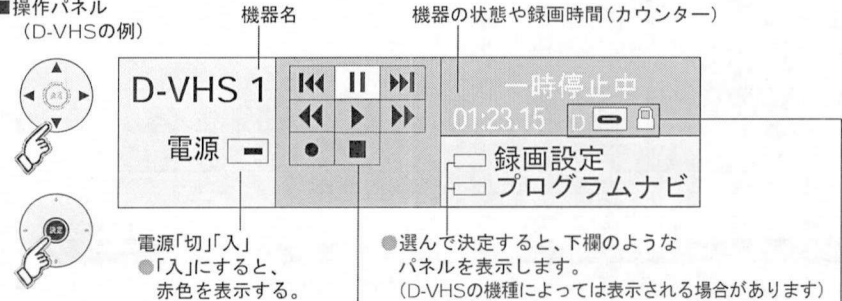 ■操作パネル
(D-VHSの例)
機器名
機器の状態や録画時間(カウンター)
D-VHS 1
一時停止中
01:23.15 D
電源
録画設定
プログラムナビ
決定
電源「切」「入」
●「入」にすると、
赤色を表示する。
●選んで決定すると、下欄のような
パネルを表示します。
(D-VHSの機種によっては表示される場合があります)